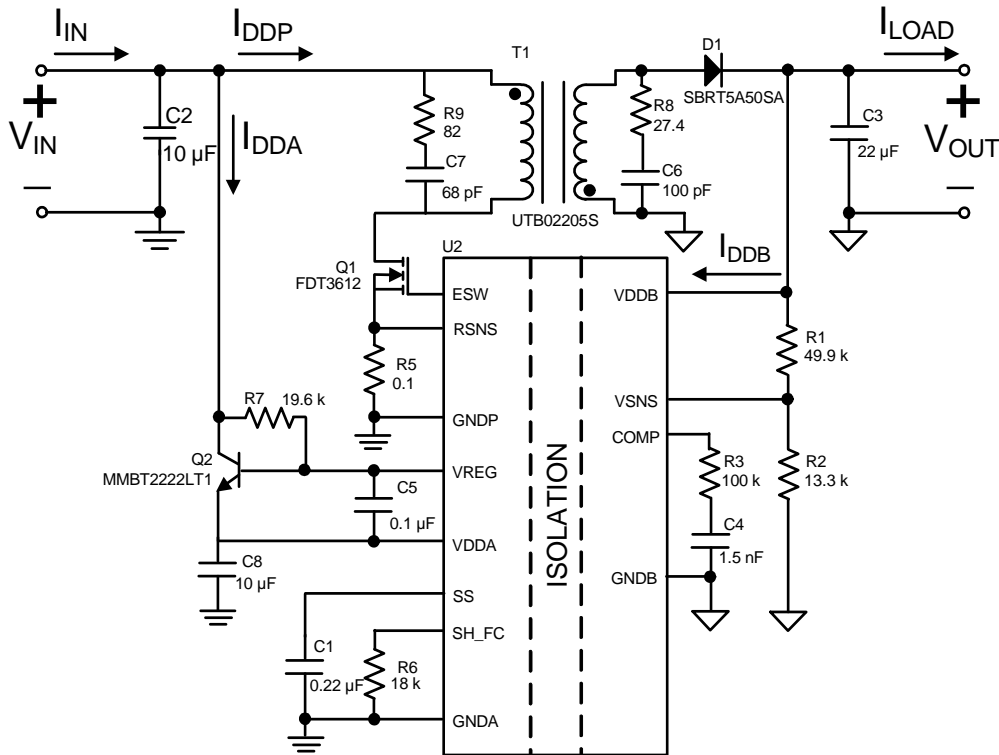 I_IN
I_DDP
T1
D1
SBRT5A50SA
I_LOAD
+
V_IN
−
C2
10 µF
I_DDA
R9
82
C7
68 pF
UTB02205S
R8
27.4
C6
100 pF
C3
22 µF
+
V_OUT
−
U2
Q1
FDT3612
I_DDB
ESW
VDDB
RSNS
R5
0.1
R1
49.9 k
R7
19.6 k
GNDP
VSNS
COMP
Q2
MMBT2222LT1
VREG
C5
0.1 µF
R3
100 k
R2
13.3 k
VDDA
C4
1.5 nF
C8
10 µF
GNDB
SS
SH_FC
C1
0.22 µF
R6
18 k
GNDA
ISOLATION